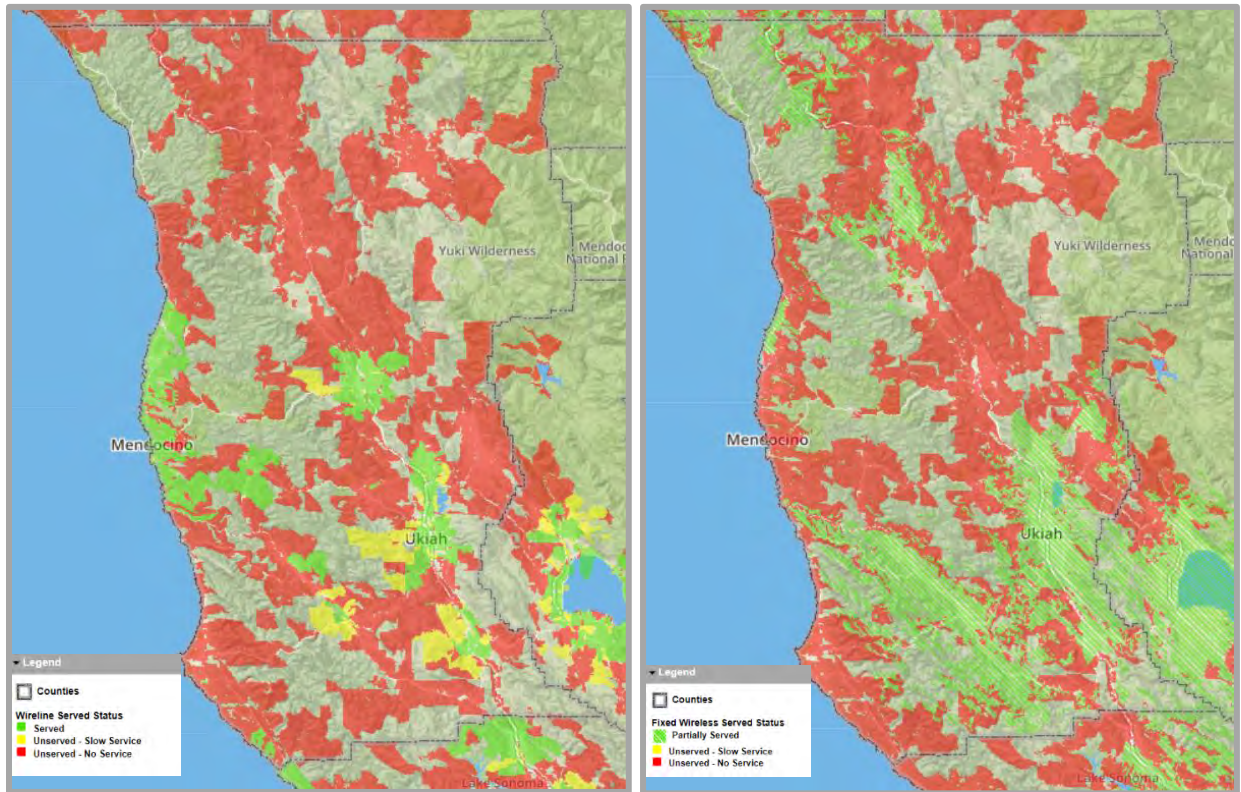 Yuki Wilderness
Mendoc
National F
Mendocino
Ukiah
Lake Sonoma
Legend
Counties
Wireline Served Status
Served
Unserved - Slow Service
Unserved - No Service
Yuki Wilderness
Mendc
National
Mendocino
Ukiah
Lake Sonoma
Legend
Counties
Fixed Wireless Served Status
Partially Served
Unserved - Slow Service
Unserved - No Service